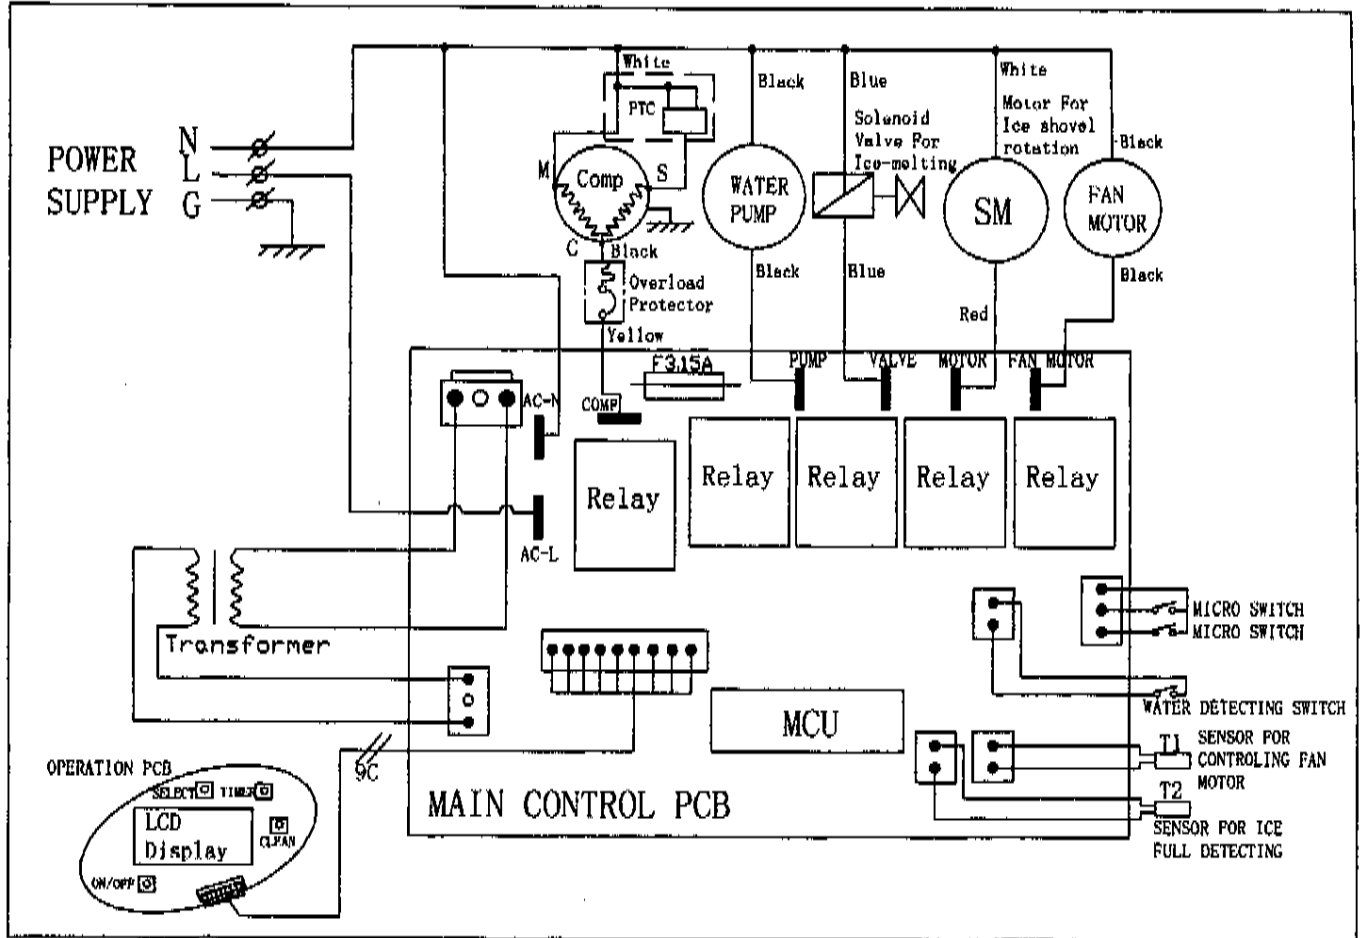 White
PTC
Black
Blue
White
Solenoid
Valve For
Ice-melting
Motor For
Ice shovel
rotation
Black
POWER
SUPPLY
N
L
G
M
Comp
S
C
Black
WATER
PUMP
SM
FAN
MOTOR
Overload
Protector
Yellow
Black
Blue
Red
Black
F3.15A
PUMP
VALVE
MOTOR
FAN MOTOR
AC-N
COMP
Relay
Relay
Relay
Relay
Relay
AC-L
Transformer
MICRO SWITCH
MICRO SWITCH
WATER DETECTING SWITCH
MCU
T1
SENSOR FOR
CONTROLING FAN
MOTOR
T2
SENSOR FOR ICE
FULL DETECTING
9C
MAIN CONTROL PCB
OPERATION PCB
SELECT
TIMER
LCD
Display
CLEAN
ON/OFF